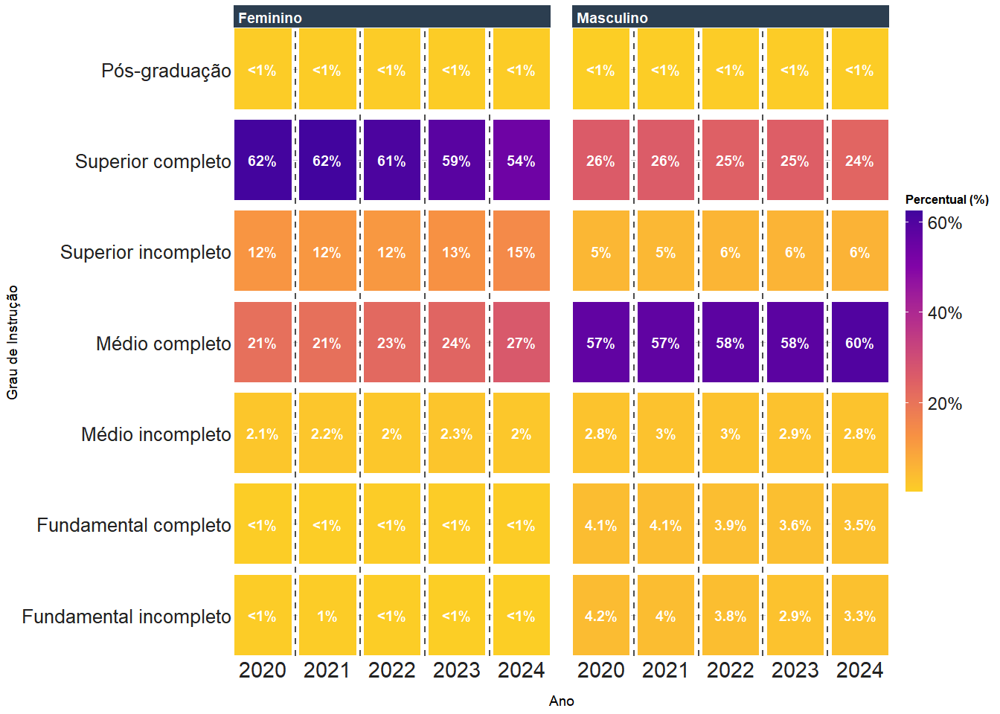 Feminino Masculino
Pós-graduação <1% <1% <1% <1% <1% <1% <1% <1% <1% <1%
Superior completo 62% 62% 61% 59% 54% 26% 26% 25% 25% 24%
Superior incompleto 12% 12% 12% 13% 15% 5% 5% 6% 6% 6%
Médio completo 21% 21% 23% 24% 27% 57% 57% 58% 58% 60%
Médio incompleto 2.1% 2.2% 2% 2.3% 2% 2.8% 3% 3% 2.9% 2.8%
Fundamental completo <1% <1% <1% <1% <1% 4.1% 4.1% 3.9% 3.6% 3.5%
Fundamental incompleto <1% 1% <1% <1% <1% 4.2% 4% 3.8% 2.9% 3.3%
2020 2021 2022 2023 2024 2020 2021 2022 2023 2024
Ano
Grau de Instrução
Percentual (%)
60%
40%
20%